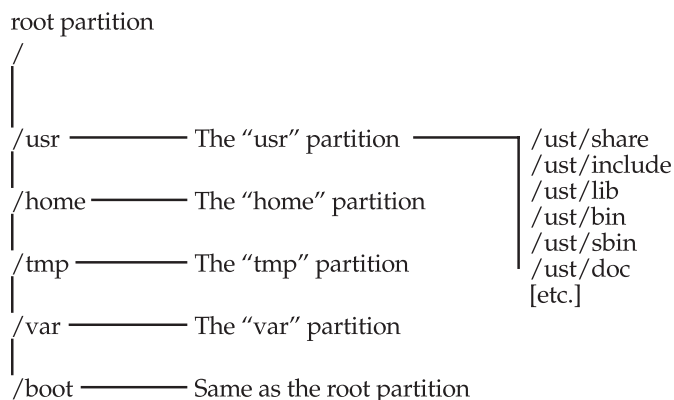 root partition
/
/usr The “usr” partition
/home The “home” partition
/tmp The “tmp” partition
/var The “var” partition
/boot Same as the root partition
/ust/share
/ust/include
/ust/lib
/ust/bin
/ust/sbin
/ust/doc
[etc.]